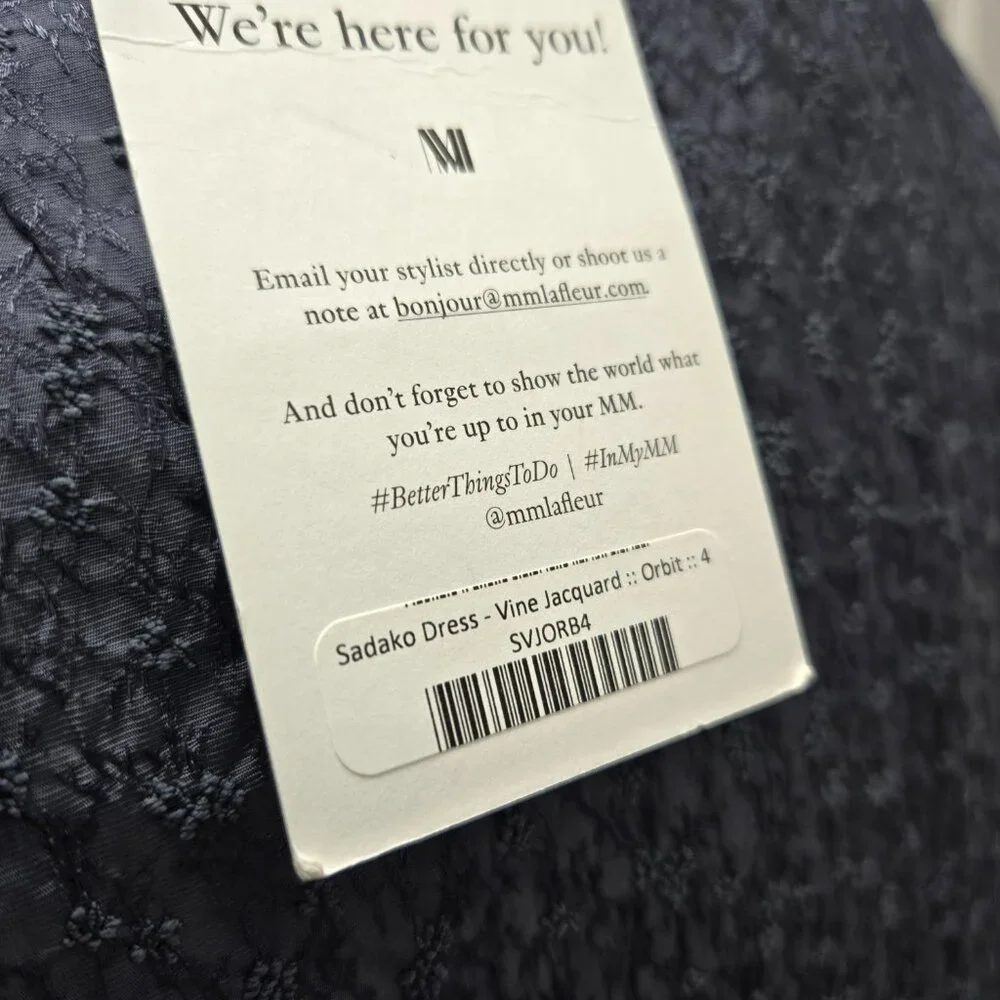 We're here for you!
MM
Email your stylist directly or shoot us a
note at bonjour@mmlafleur.com.
And don't forget to show the world what
you're up to in your MM.
#BetterThingsToDo | #InMyMM
@mmlafleur
Sadako Dress - Vine Jacquard :: Orbit :: 4
SVJORB4